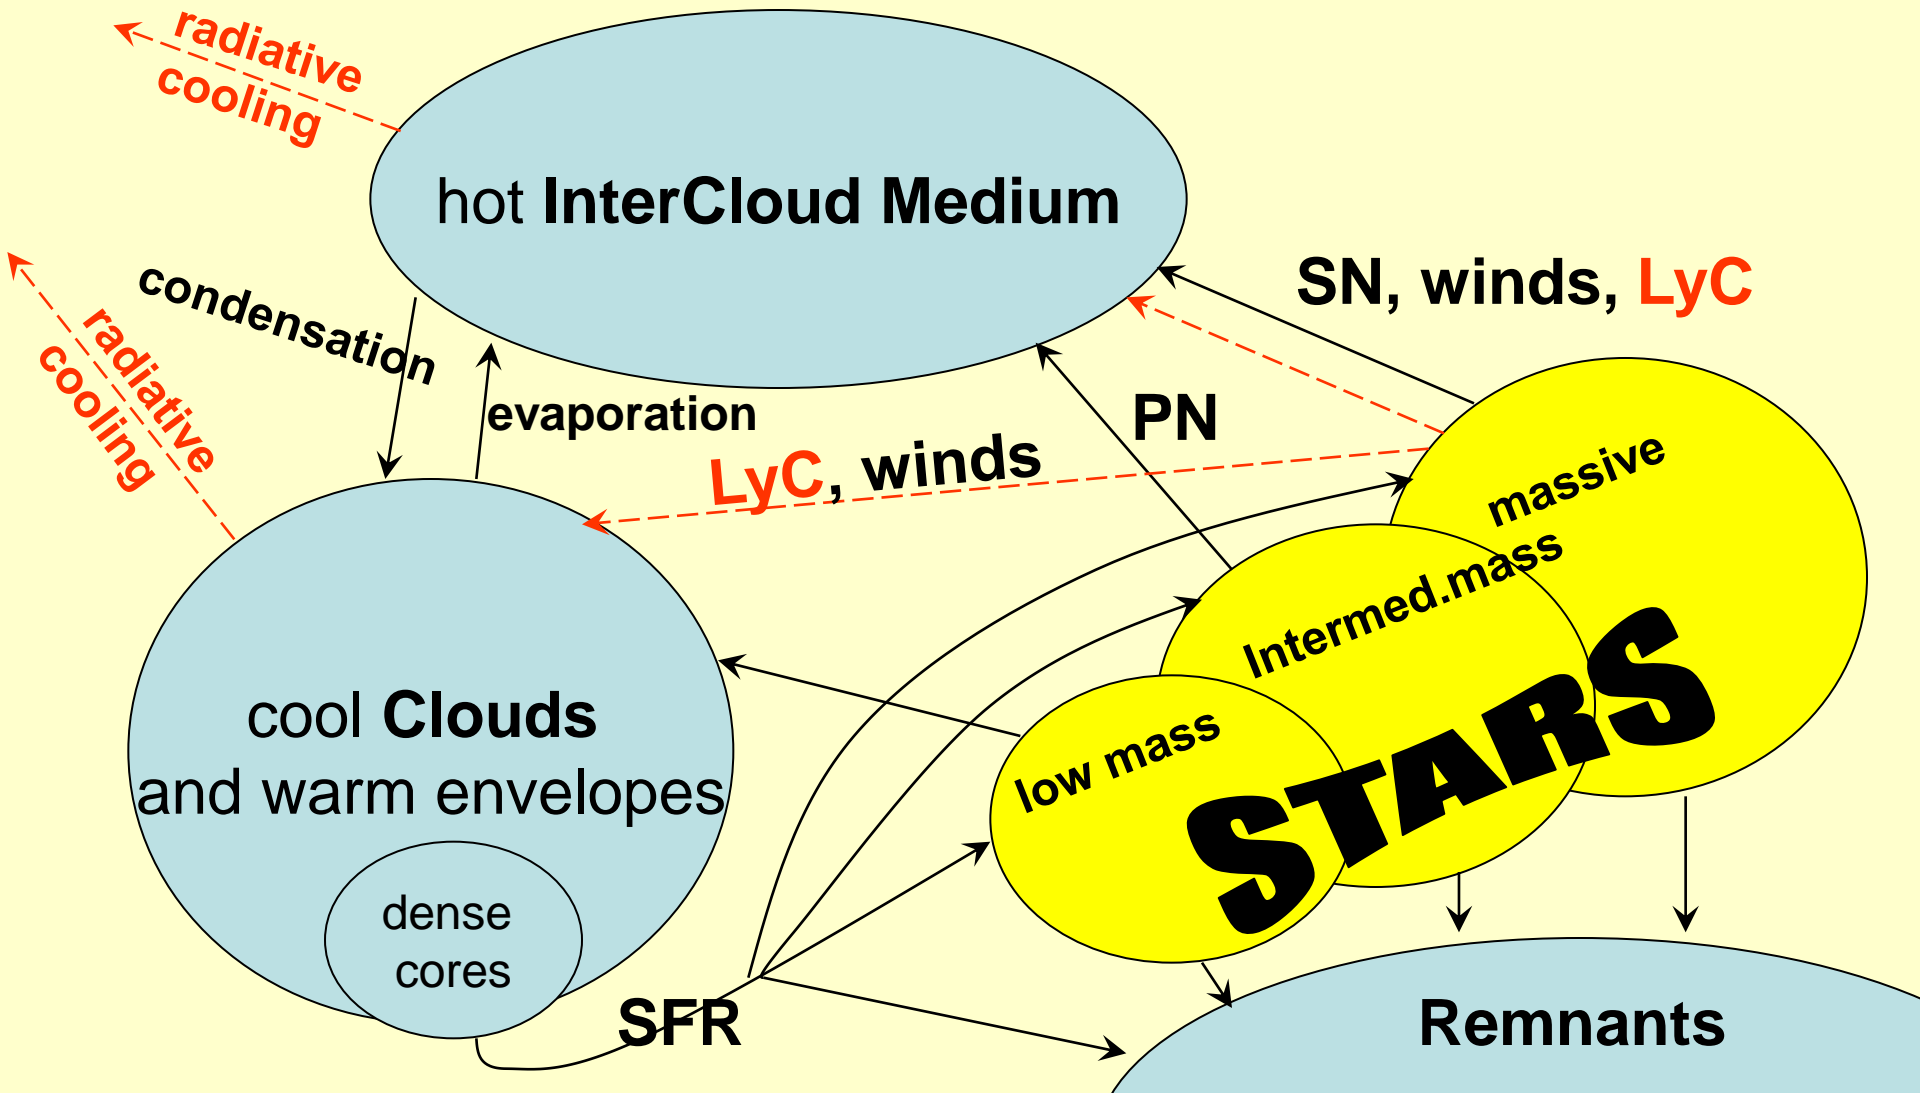 radiative
cooling
hot InterCloud Medium
SN, winds, LyC
condensation
radiative
cooling
evaporation
PN
LyC, winds
massive
Intermed.mass
low mass
STARS
cool Clouds
and warm envelopes
dense
cores
SFR
Remnants